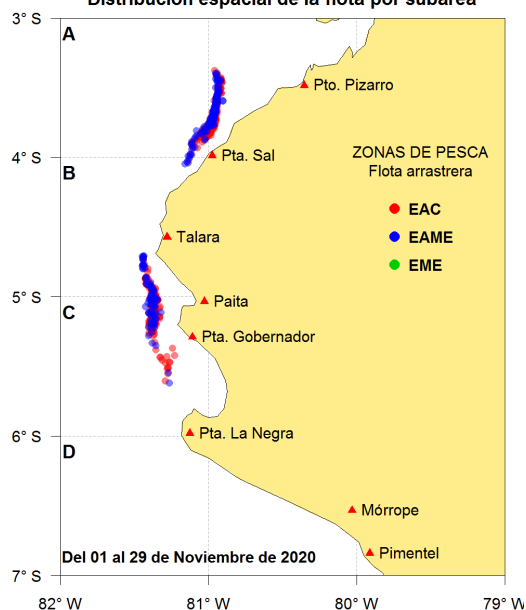 Distribución espacial de la flota por subárea
3° S
A
Pto. Pizarro
ZONAS DE PESCA
Flota arrastrera
Pta. Sal
4° S
B
EAC
EAME
EME
Talara
5° S
C
Paita
Pta. Gobernador
Pta. La Negra
6° S
D
Mórrope
Pimentel
Del 01 al 29 de Noviembre de 2020
7° S
82° W
81° W
80° W
79° W